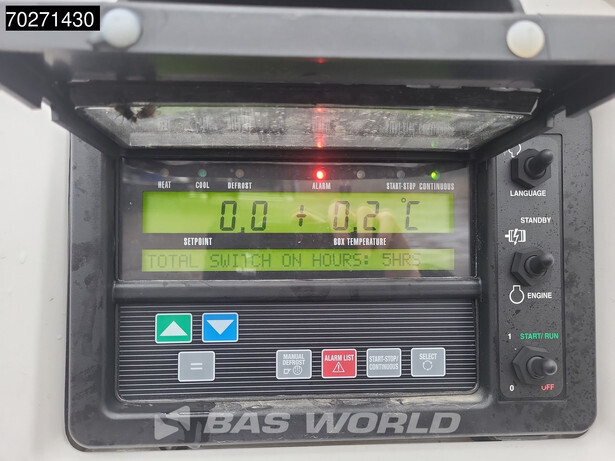 70271430
HEAT COOL DEFROST ALARM START-STOP CONTINUOUS
0.0 + 0.2 °C
SETPOINT BOX TEMPERATURE
TOTAL SWITCH ON HOURS: 5HRS
MANUAL DEFROST
ALARM LIST
START-STOP/ CONTINUOUS
SELECT
=
LANGUAGE
STANDBY
ENGINE
1 START/RUN
0 OFF
BAS WORLD